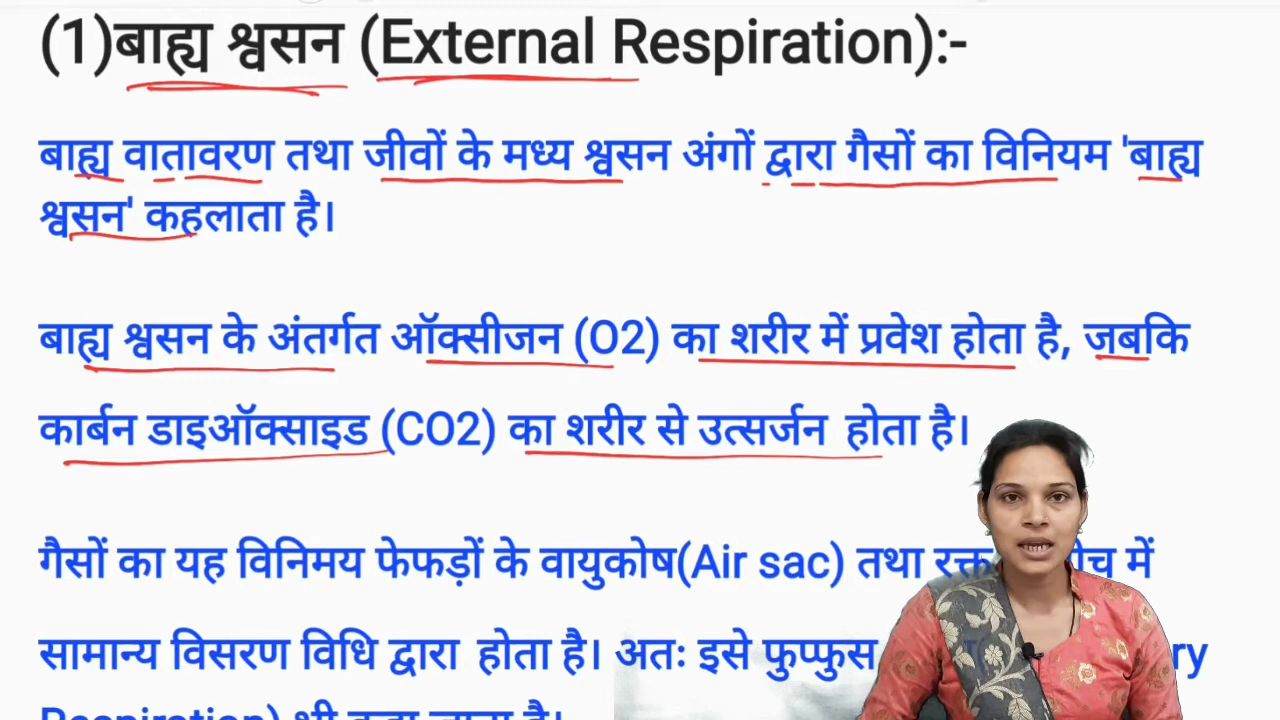 (1)बाह्य श्वसन (External Respiration):-
बाह्य वातावरण तथा जीवों के मध्य श्वसन अंगों द्वारा गैसों का विनियम 'बाह्य
श्वसन' कहलाता है।
बाह्य श्वसन के अंतर्गत ऑक्सीजन (O2) का शरीर में प्रवेश होता है, जबकि
कार्बन डाइऑक्साइड (CO2) का शरीर से उत्सर्जन होता है।
गैसों का यह विनिमय फेफड़ों के वायुकोष(Air sac) तथा रक्त में
सामान्य विसरण विधि द्वारा होता है। अतः इसे फुप्फुस
Respiration) भी कहा जाता है।